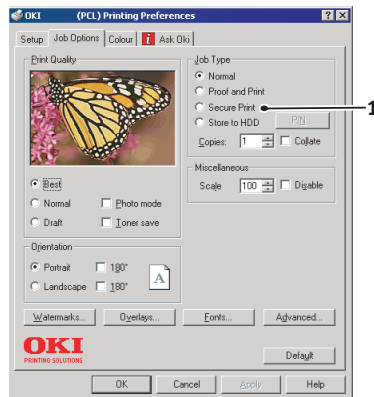 OKI (PCL) Printing Preferences
Setup Job Options Colour Ask Oki
Print Quality
Best
Normal Photo mode
Draft Toner save
Orientation
Portrait 180°
Landscape 180°
A
Job Type
Normal
Proof and Print
Secure Print 1
Store to HDD PIN...
Copies: 1 Collate
Miscellaneous
Scale 100 Disable
Watermarks... Overlays... Fonts... Advanced...
OKI
PRINTING SOLUTIONS
Default
OK Cancel Apply Help